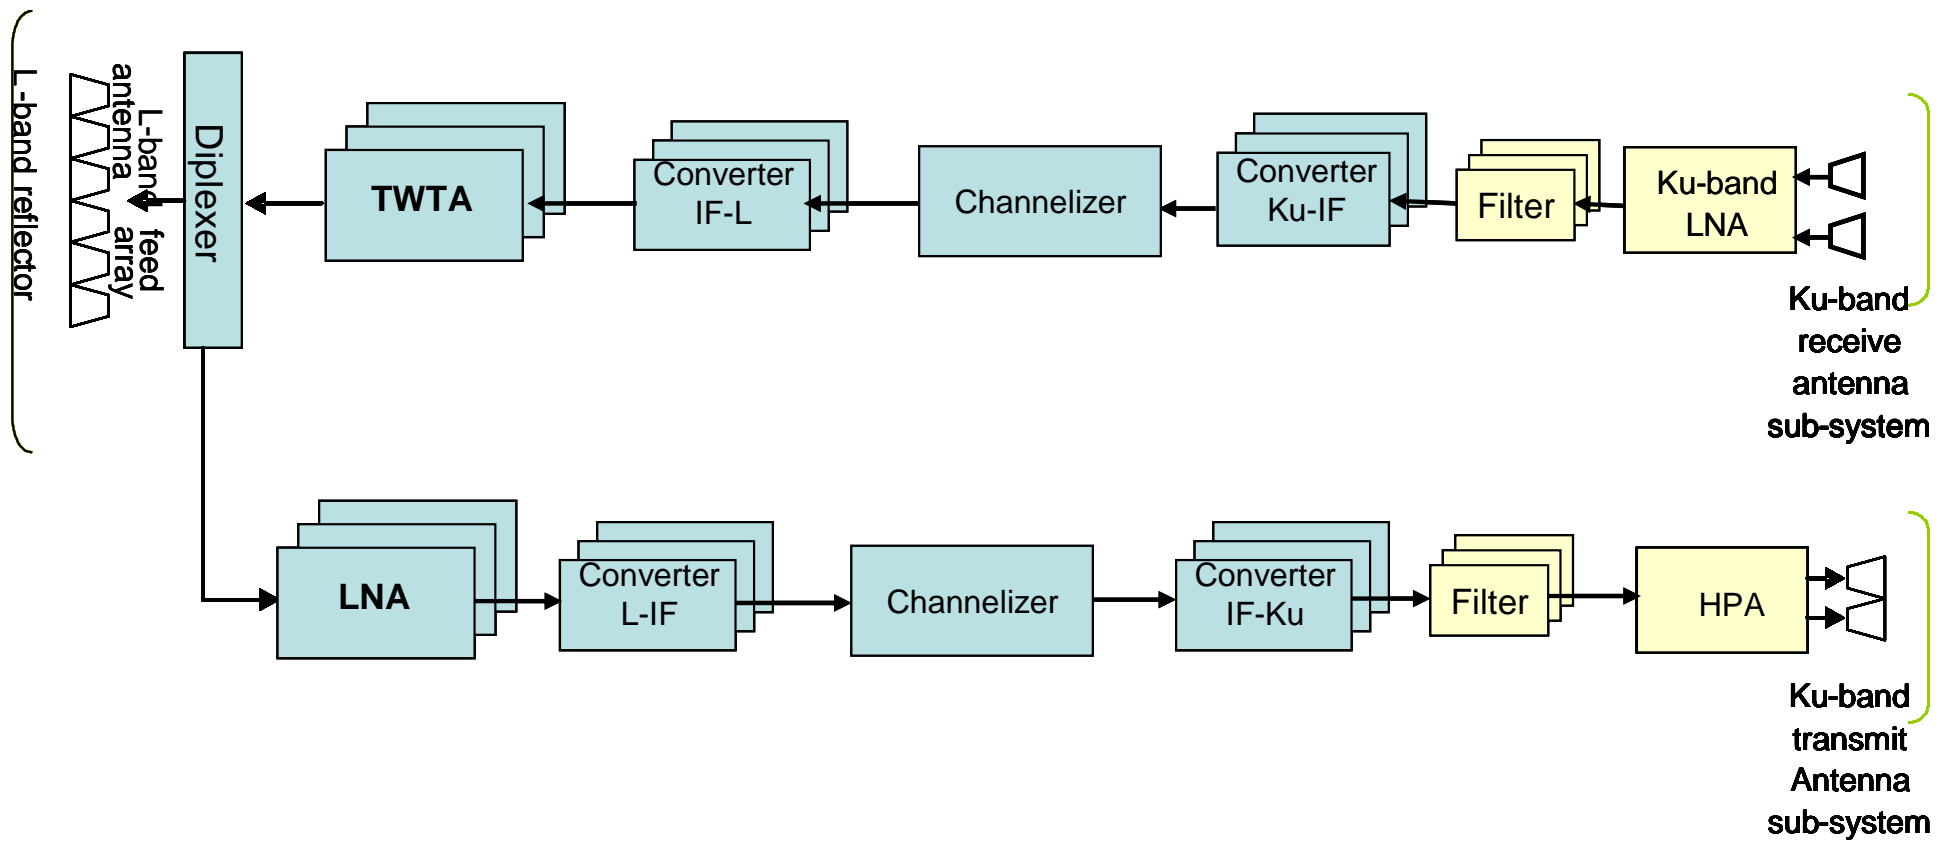 L-band reflector
L-band feed
antenna array
Diplexer
TWTA
Converter
IF-L
Channelizer
Converter
Ku-IF
Filter
Ku-band
LNA
Ku-band
receive
antenna
sub-system
LNA
Converter
L-IF
Channelizer
Converter
IF-Ku
Filter
HPA
Ku-band
transmit
Antenna
sub-system